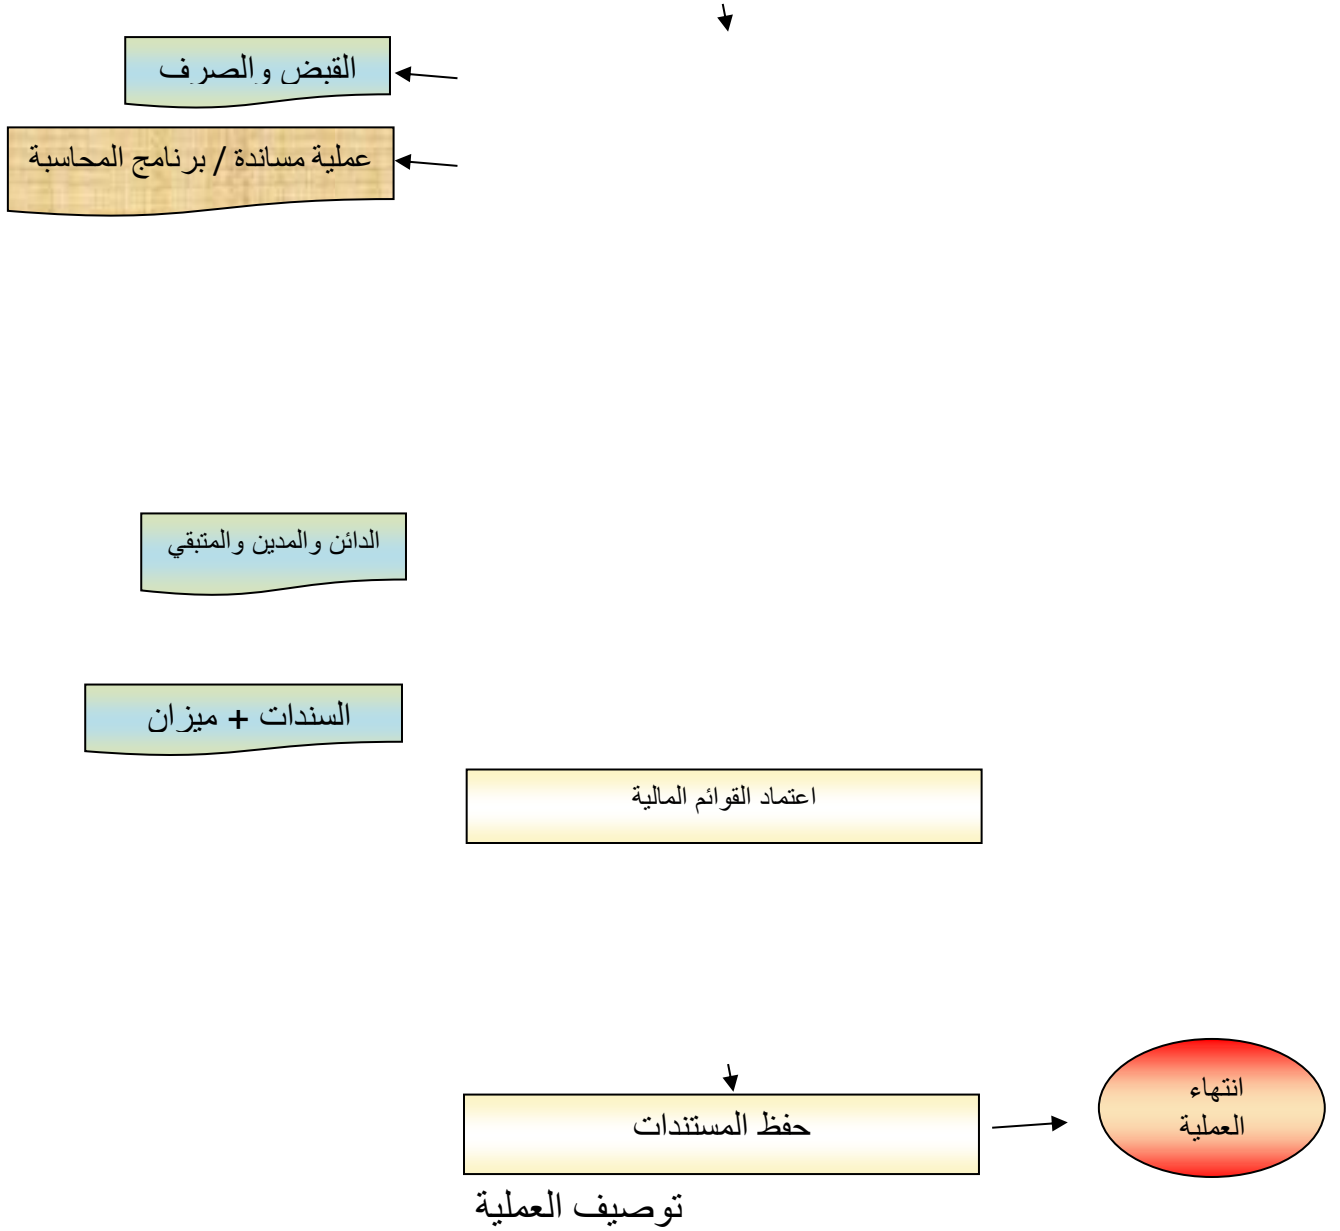 القبض والصرف
عملية مساندة / برنامج المحاسبة
الدائن والمدين والمتبقي
السندات + ميزان
اعتماد القوائم المالية
انتهاء
العملية
حفظ المستندات
توصيف العملية